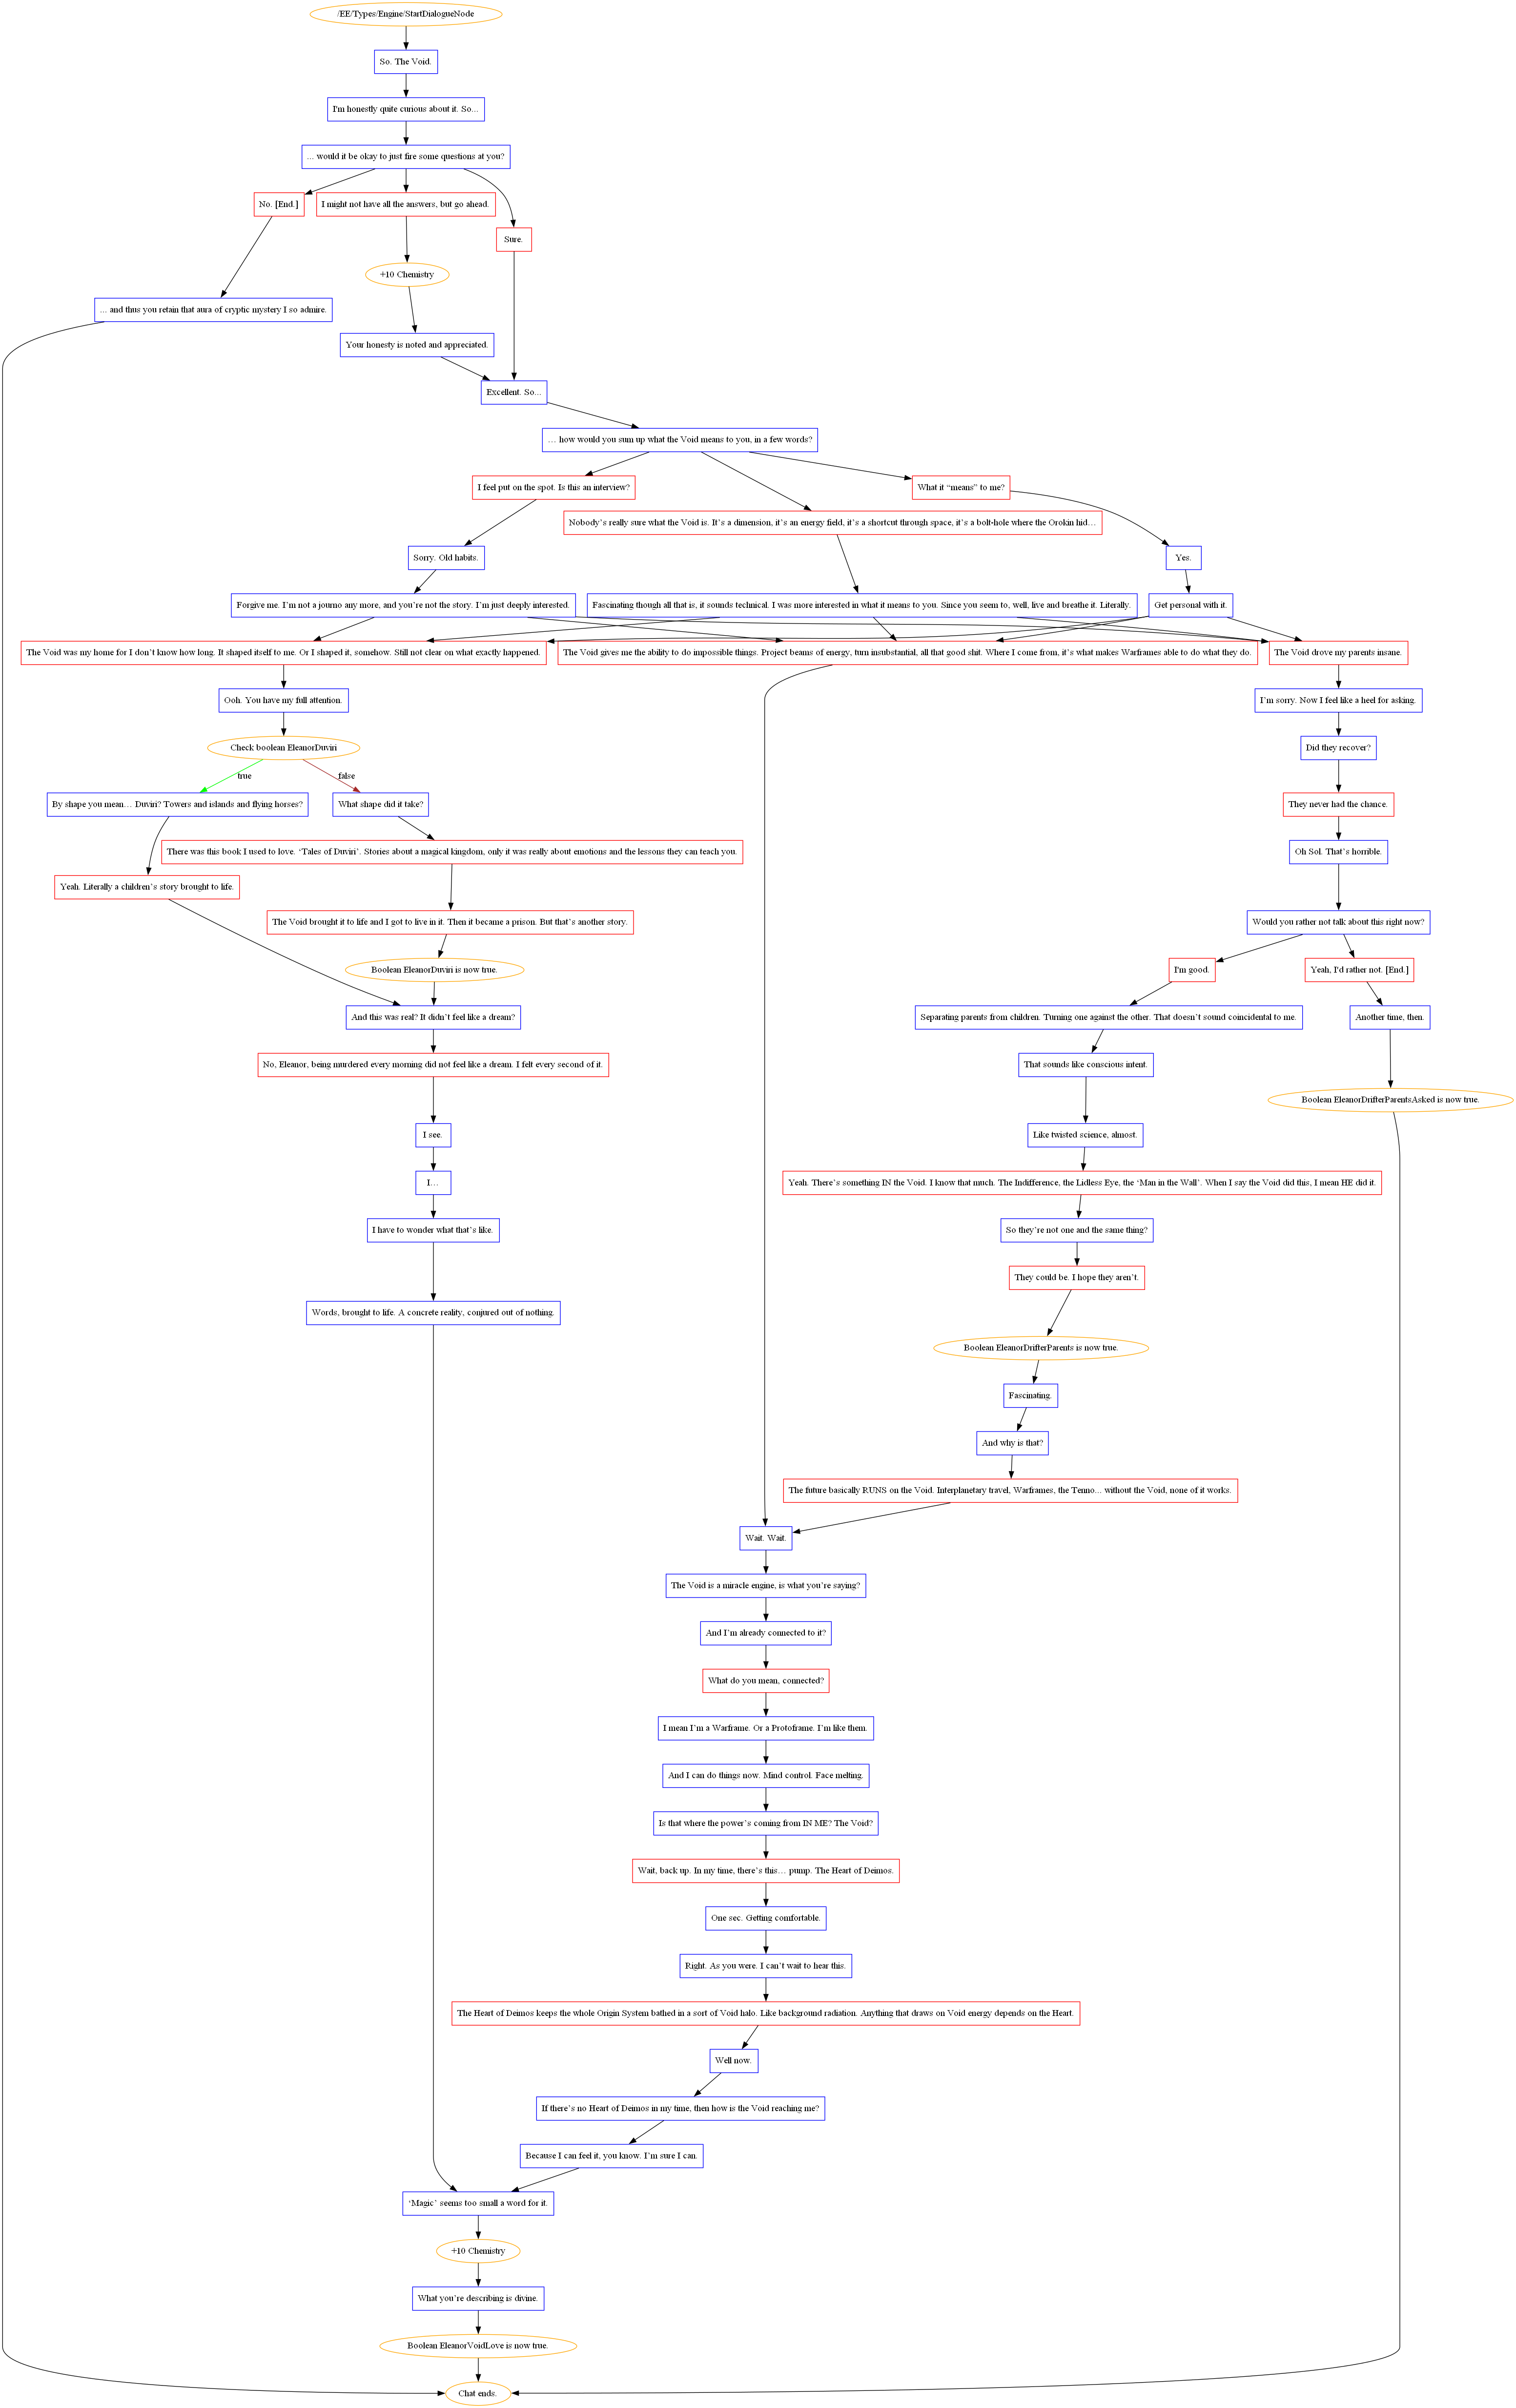 /EE/Types/Engine/StartDialogueNode
So. The Void.
I'm honestly quite curious about it. So...
... would it be okay to just fire some questions at you?
No. [End.]
I might not have all the answers, but go ahead.
Sure.
+10 Chemistry
... and thus you retain that aura of cryptic mystery I so admire.
Your honesty is noted and appreciated.
Excellent. So...
… how would you sum up what the Void means to you, in a few words?
I feel put on the spot. Is this an interview?
What it “means” to me?
Nobody’s really sure what the Void is. It’s a dimension, it’s an energy field, it’s a shortcut through space, it’s a bolt-hole where the Orokin hid…
Sorry. Old habits.
Yes.
Forgive me. I’m not a journo any more, and you’re not the story. I’m just deeply interested.
Fascinating though all that is, it sounds technical. I was more interested in what it means to you. Since you seem to, well, live and breathe it. Literally.
Get personal with it.
The Void was my home for I don’t know how long. It shaped itself to me. Or I shaped it, somehow. Still not clear on what exactly happened.
The Void gives me the ability to do impossible things. Project beams of energy, turn insubstantial, all that good shit. Where I come from, it’s what makes Warframes able to do what they do.
The Void drove my parents insane.
Ooh. You have my full attention.
I’m sorry. Now I feel like a heel for asking.
Check boolean EleanorDuviri
Did they recover?
true
false
By shape you mean… Duviri? Towers and islands and flying horses?
What shape did it take?
They never had the chance.
There was this book I used to love. ‘Tales of Duviri’. Stories about a magical kingdom, only it was really about emotions and the lessons they can teach you.
Oh Sol. That’s horrible.
Yeah. Literally a children’s story brought to life.
The Void brought it to life and I got to live in it. Then it became a prison. But that’s another story.
Would you rather not talk about this right now?
Boolean EleanorDuviri is now true.
I'm good.
Yeah, I'd rather not. [End.]
And this was real? It didn’t feel like a dream?
Separating parents from children. Turning one against the other. That doesn’t sound coincidental to me.
Another time, then.
No, Eleanor, being murdered every morning did not feel like a dream. I felt every second of it.
That sounds like conscious intent.
Boolean EleanorDrifterParentsAsked is now true.
I see.
Like twisted science, almost.
I…
Yeah. There’s something IN the Void. I know that much. The Indifference, the Lidless Eye, the ‘Man in the Wall’. When I say the Void did this, I mean HE did it.
I have to wonder what that’s like.
So they’re not one and the same thing?
They could be. I hope they aren’t.
Words, brought to life. A concrete reality, conjured out of nothing.
Boolean EleanorDrifterParents is now true.
Fascinating.
And why is that?
The future basically RUNS on the Void. Interplanetary travel, Warframes, the Tenno... without the Void, none of it works.
Wait. Wait.
The Void is a miracle engine, is what you’re saying?
And I’m already connected to it?
What do you mean, connected?
I mean I’m a Warframe. Or a Protoframe. I’m like them.
And I can do things now. Mind control. Face melting.
Is that where the power’s coming from IN ME? The Void?
Wait, back up. In my time, there’s this… pump. The Heart of Deimos.
One sec. Getting comfortable.
Right. As you were. I can’t wait to hear this.
The Heart of Deimos keeps the whole Origin System bathed in a sort of Void halo. Like background radiation. Anything that draws on Void energy depends on the Heart.
Well now.
If there’s no Heart of Deimos in my time, then how is the Void reaching me?
Because I can feel it, you know. I’m sure I can.
‘Magic’ seems too small a word for it.
+10 Chemistry
What you’re describing is divine.
Boolean EleanorVoidLove is now true.
Chat ends.